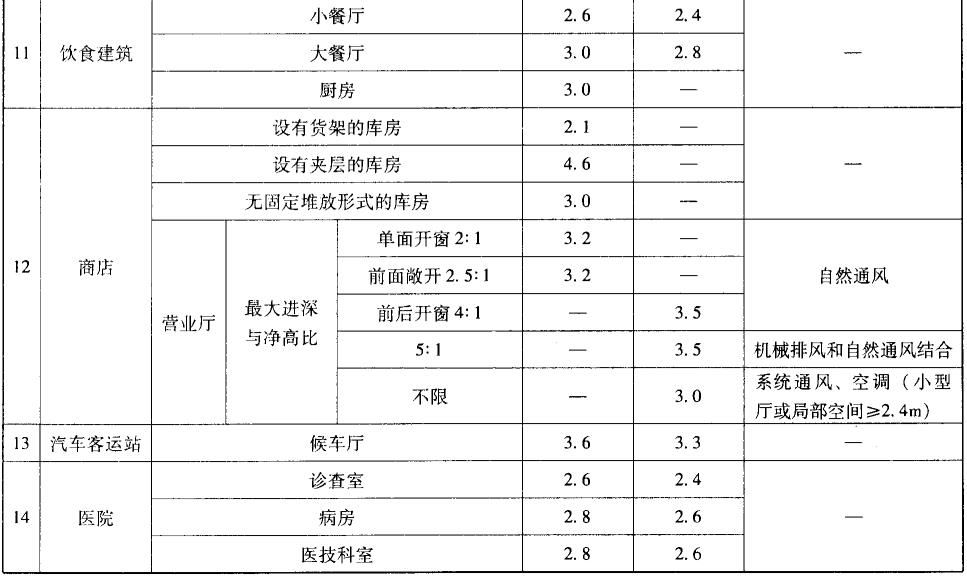 小餐厅 2.6 2.4
11 饮食建筑 大餐厅 3.0 2.8 —
厨房 3.0 —
设有货架的库房 2.1 —
设有夹层的库房 4.6 — —
无固定堆放形式的库房 3.0 —
12 商店 营业厅 最大进深与净高比 单面开窗2:1 3.2 — 自然通风
前面敞开2.5:1 3.2 —
前后开窗4:1 — 3.5
5:1 — 3.5 机械排风和自然通风结合
不限 — 3.0 系统通风、空调（小型
厅或局部空间≥2.4m）
13 汽车客运站 候车厅 3.6 3.3 —
诊查室 2.6 2.4
14 医院 病房 2.8 2.6 —
医技科室 2.8 2.6